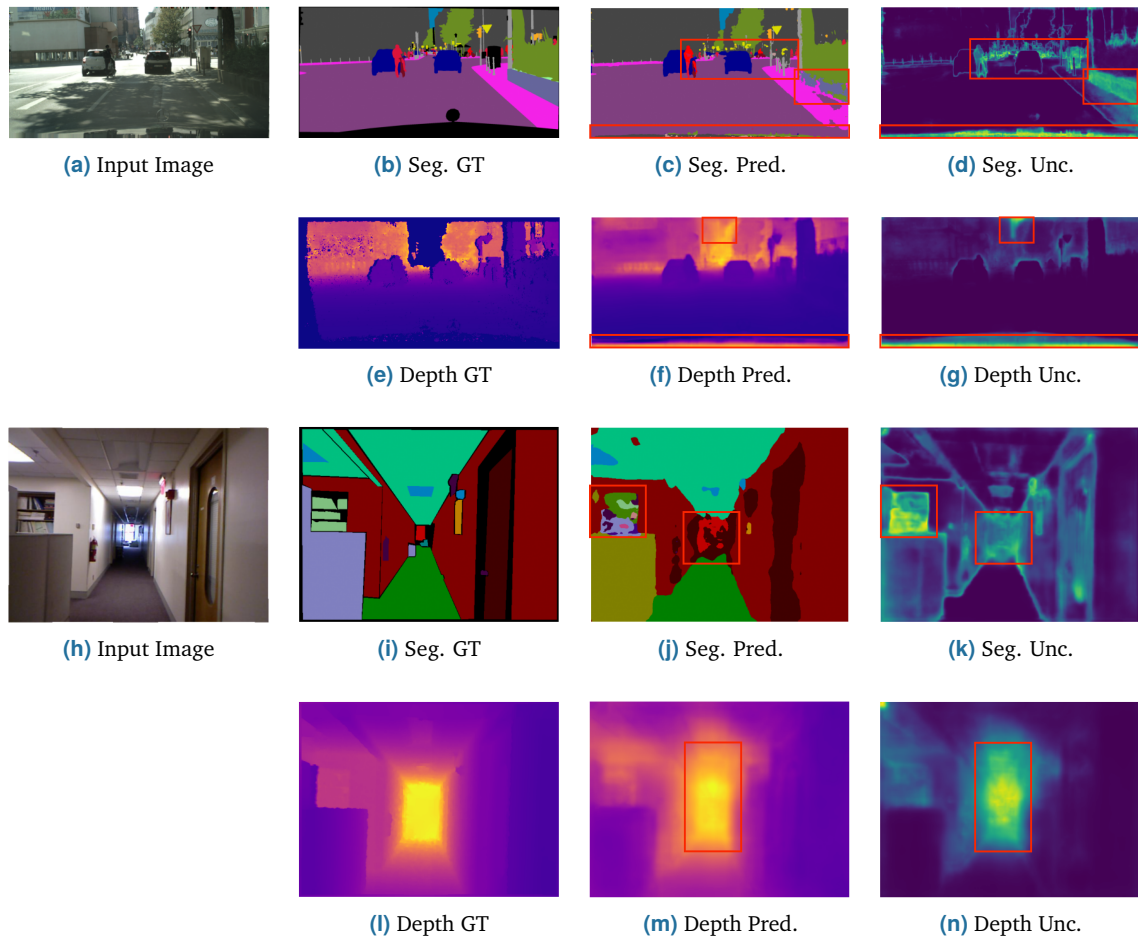 (a) Input Image
(b) Seg. GT
(c) Seg. Pred.
(d) Seg. Unc.
(e) Depth GT
(f) Depth Pred.
(g) Depth Unc.
(h) Input Image
(i) Seg. GT
(j) Seg. Pred.
(k) Seg. Unc.
(l) Depth GT
(m) Depth Pred.
(n) Depth Unc.